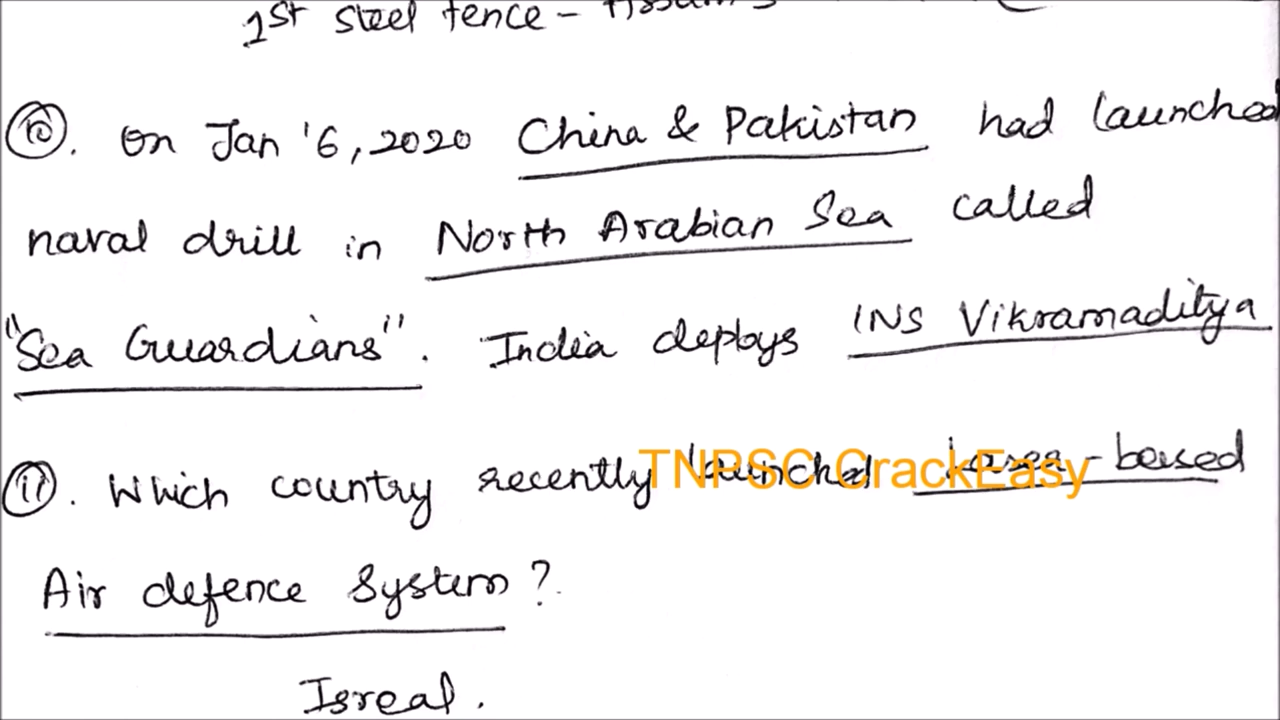 1st steel fence - Assam
⑩. On Jan '6, 2020 China & Pakistan had launched
naval drill in North Arabian Sea called
"Sea Guardians". India deploys INS Vikramaditya
⑪. Which country recently launched Laser-based
TNPSC CrackEasy
Air defence System?
Isreal.